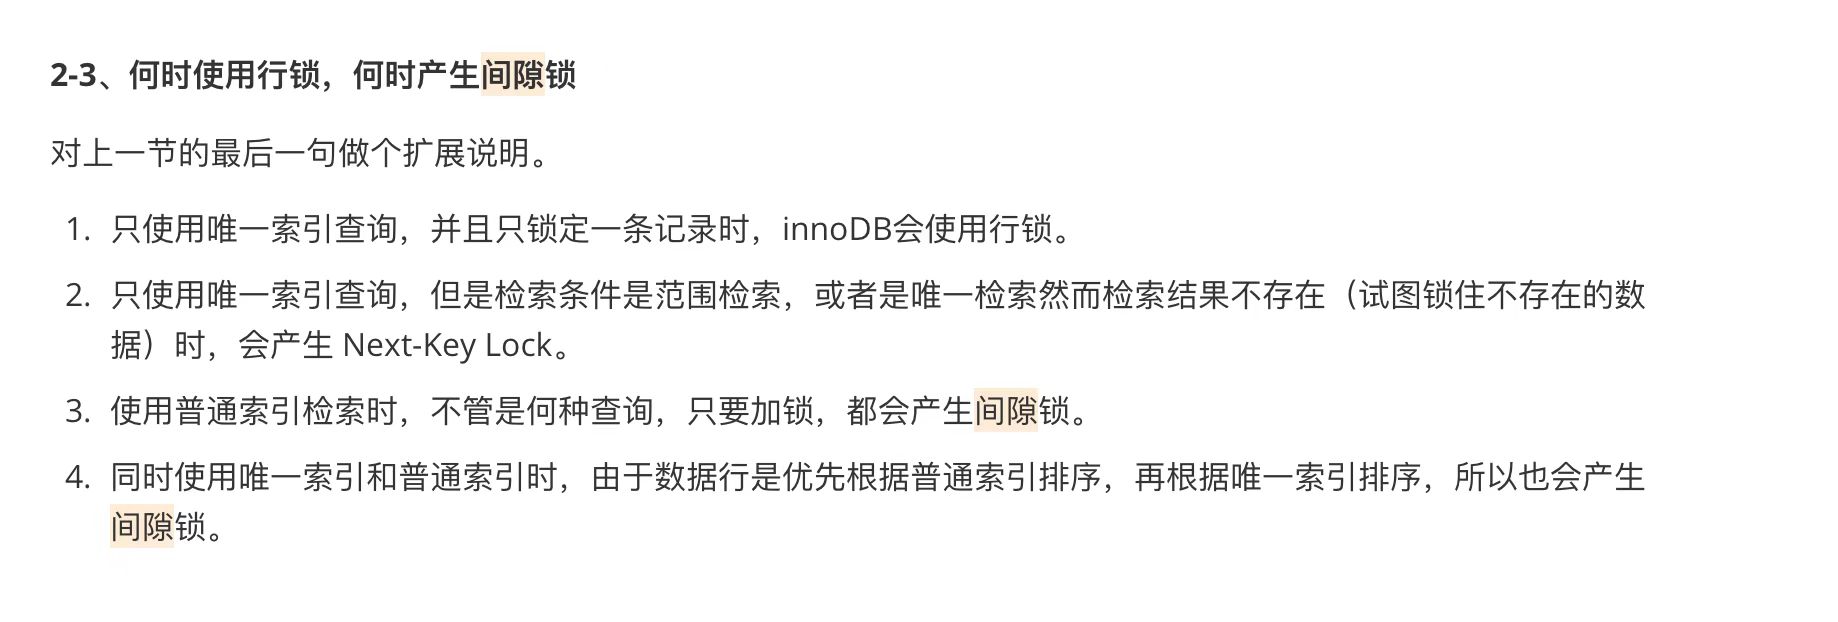 2-3、何时使用行锁，何时产生间隙锁
对上一节的最后一句做个扩展说明。
1. 只使用唯一索引查询，并且只锁定一条记录时，innoDB会使用行锁。
2. 只使用唯一索引查询，但是检索条件是范围检索，或者是唯一检索然而检索结果不存在（试图锁住不存在的数
据）时，会产生 Next-Key Lock。
3. 使用普通索引检索时，不管是何种查询，只要加锁，都会产生间隙锁。
4. 同时使用唯一索引和普通索引时，由于数据行是优先根据普通索引排序，再根据唯一索引排序，所以也会产生
间隙锁。